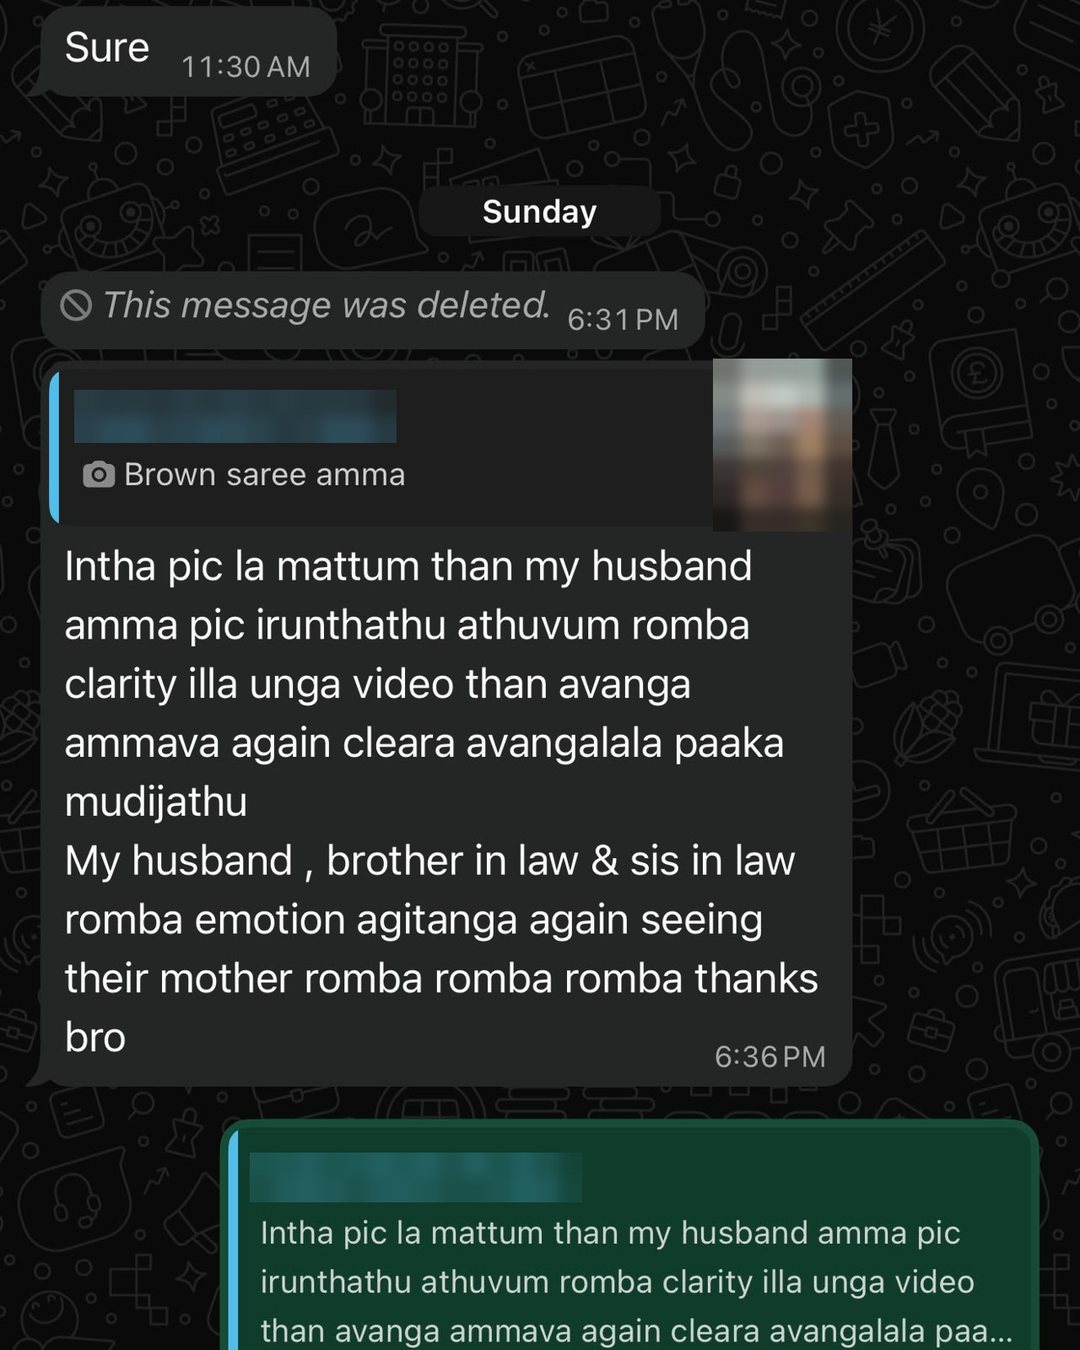 Sure
11:30 AM
Sunday
This message was deleted.
6:31 PM
Brown saree amma
Intha pic la mattum than my husband
amma pic irunthathu athuvum romba
clarity illa unga video than avanga
ammava again cleara avangalala paaka
mudijathu
My husband , brother in law & sis in law
romba emotion agitanga again seeing
their mother romba romba romba thanks
bro
6:36 PM
Intha pic la mattum than my husband amma pic
irunthathu athuvum romba clarity illa unga video
than avanga ammava again cleara avangalala paa...